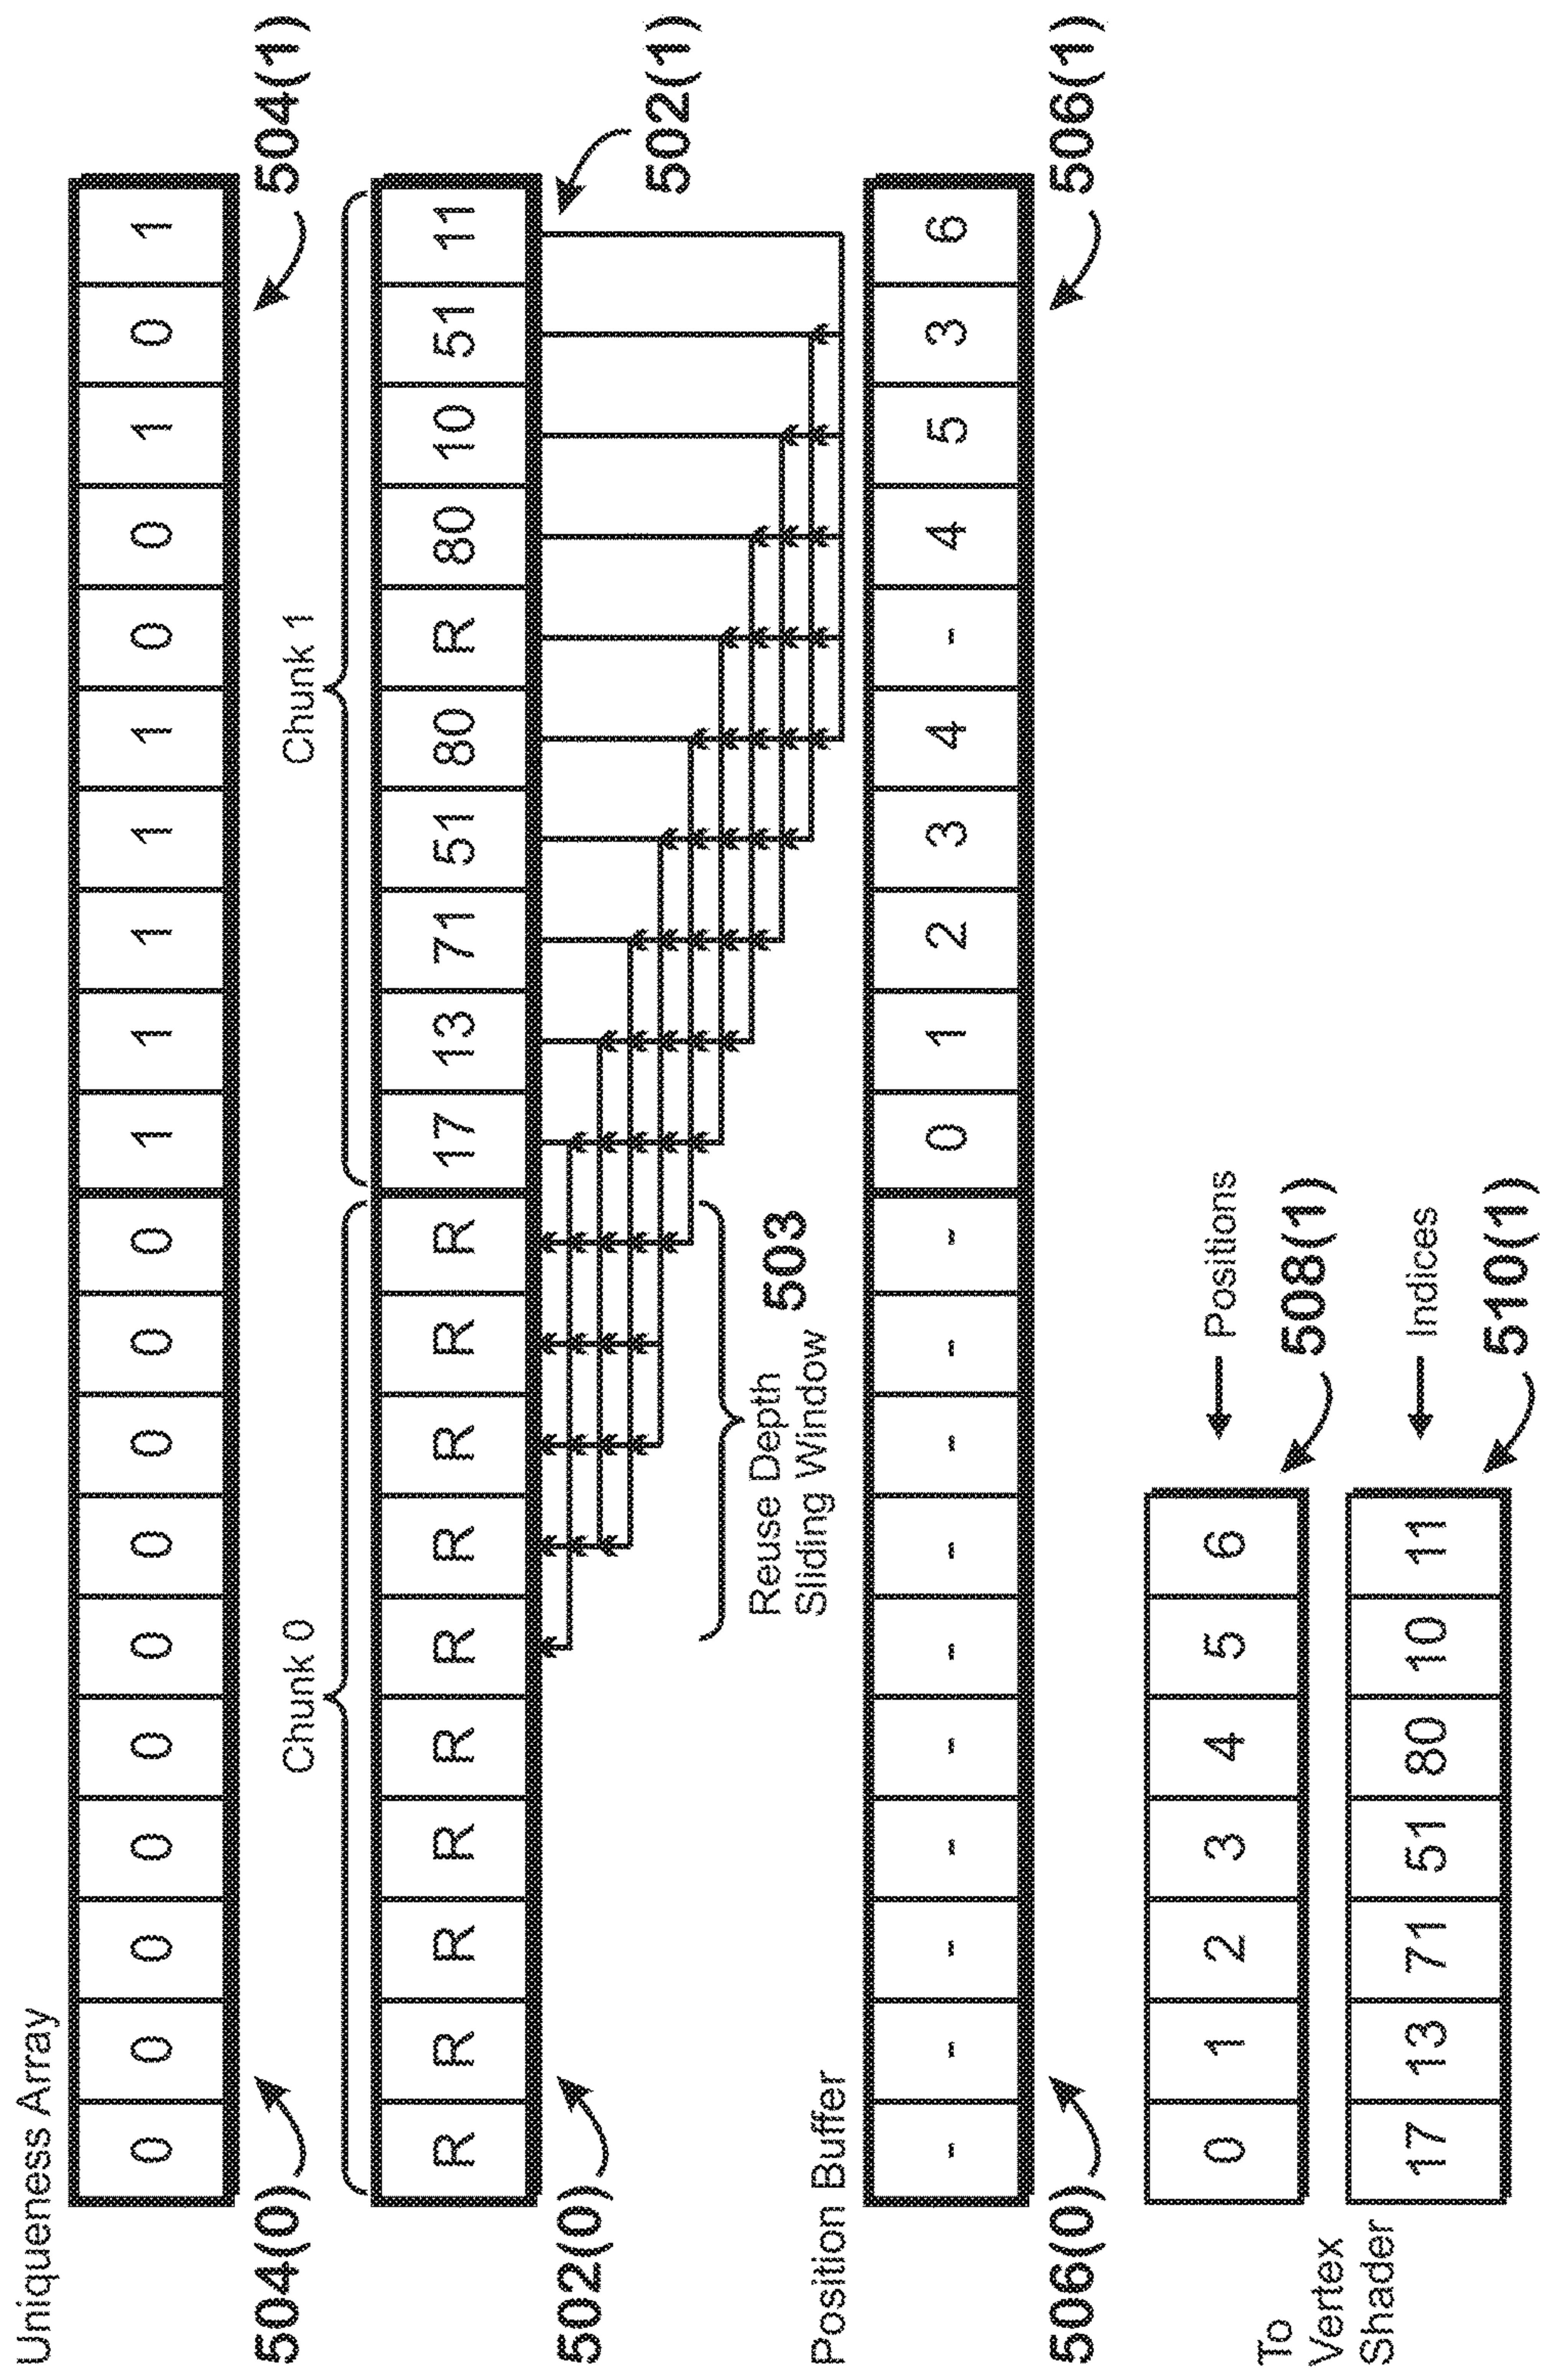 Uniqueness Array
0 0 0 0 0 0 0 0 0 0 1 1 1 1 1 0 0 1 0 1
504(0) 504(1)
Chunk 0 Chunk 1
R R R R R R R R R R 17 13 71 51 80 R 80 10 51 11
502(0) 502(1)
Reuse Depth
Sliding Window 503
Position Buffer
- - - - - - - - - - 0 1 2 3 4 - 4 5 3 6
506(0) 506(1)
To
Vertex
Shader
0 1 2 3 4 5 6 Positions
508(1)
17 13 71 51 80 10 11 Indices
510(1)